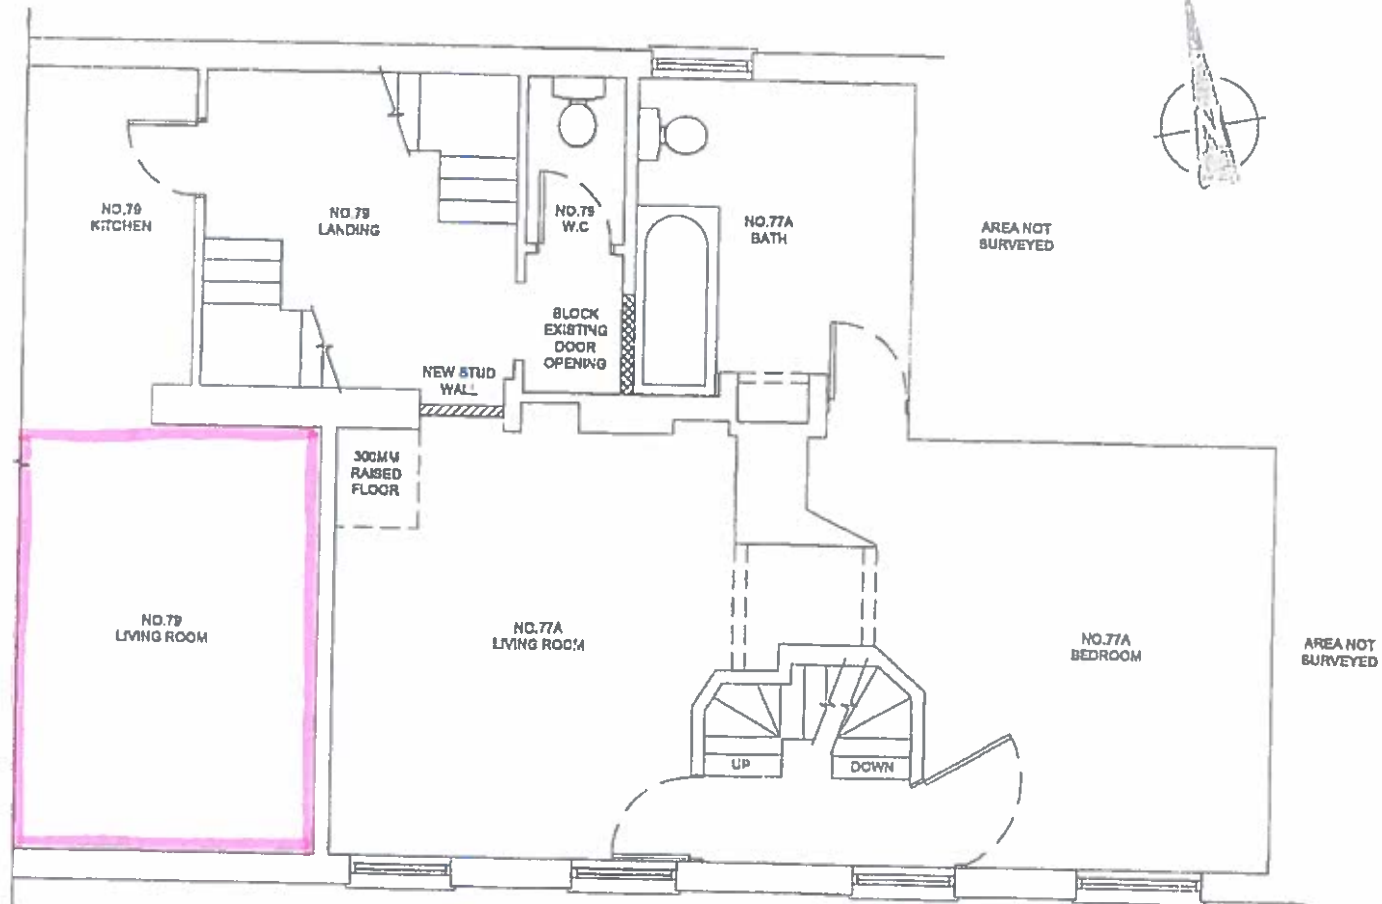 NO.79
KITCHEN
NO.79
LANDING
NO.79
W.C
NO.77A
BATH
AREA NOT
SURVEYED
BLOCK
EXISTING
DOOR
OPENING
NEW STUD
WALL
300MM
RAISED
FLOOR
NO.79
LIVING ROOM
NO.77A
LIVING ROOM
NO.77A
BEDROOM
AREA NOT
SURVEYED
UP
DOWN